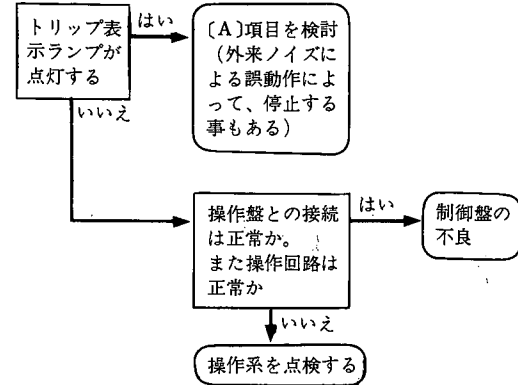 トリップ表
示ランプが
点灯する
はい
〔A〕項目を検討
（外来ノイズに
よる誤動作によ
って、停止する
事もある）
いいえ
操作盤との接続
は正常か。
また操作回路は
正常か
はい
制御盤の
不良
いいえ
操作系を点検する